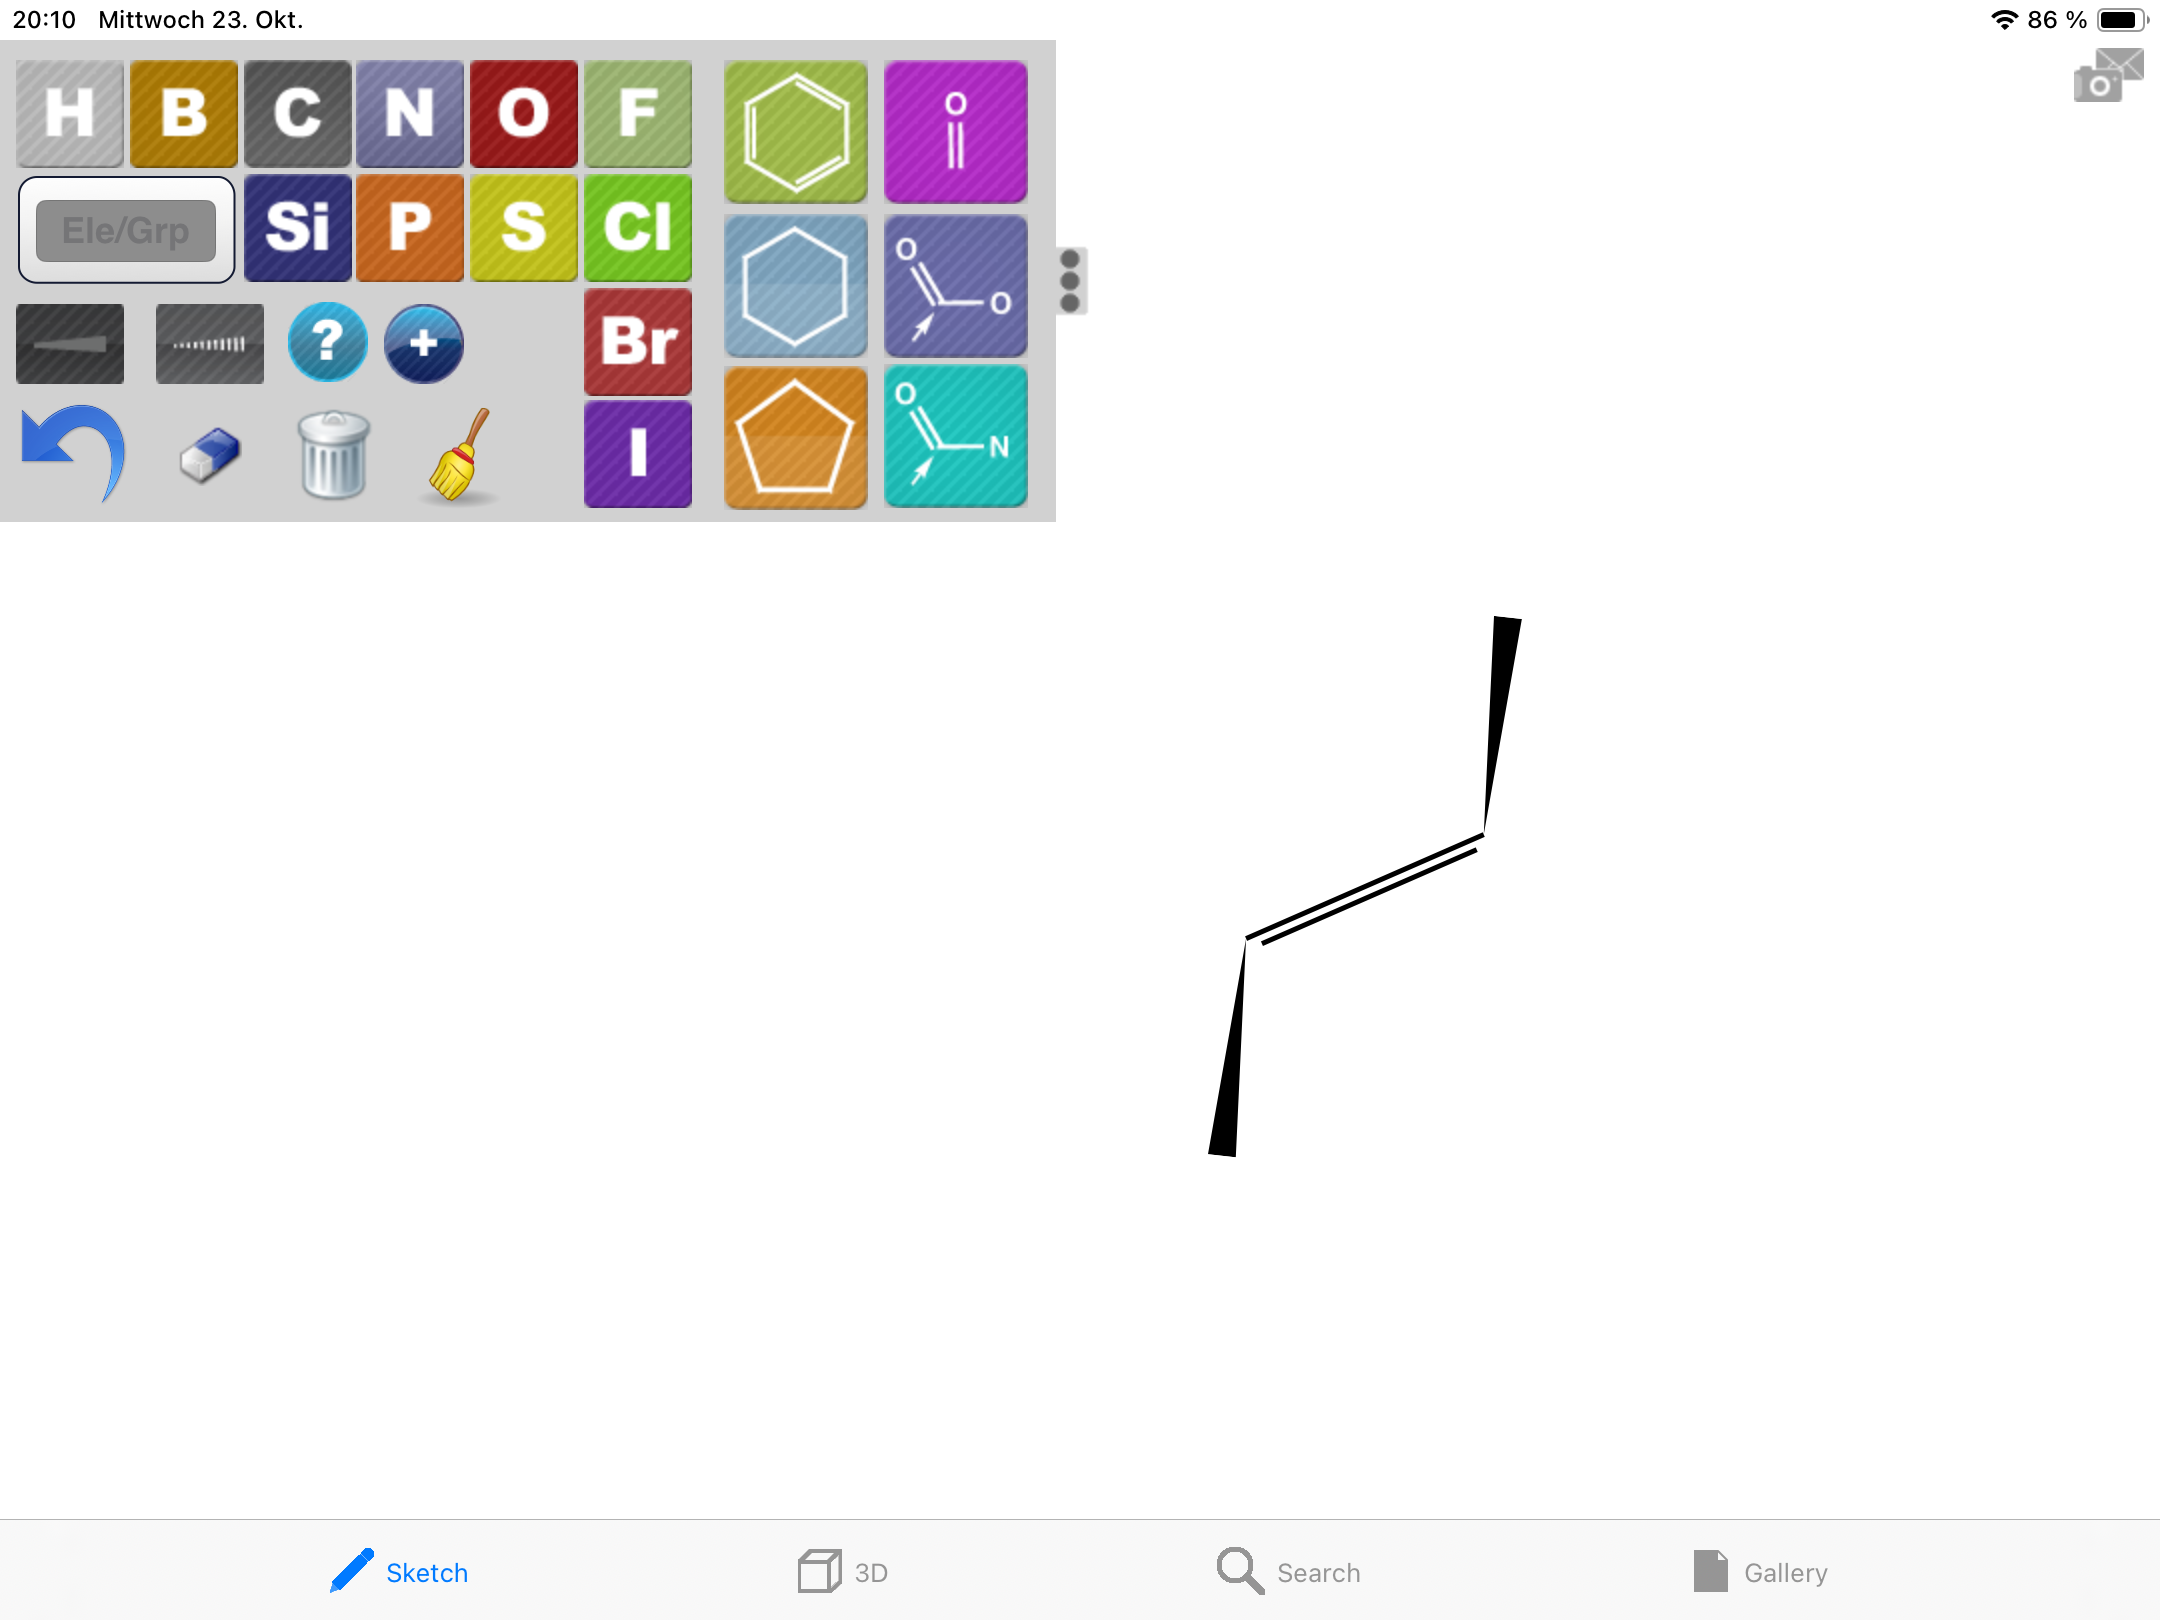 20:10 Mittwoch 23. Okt.
86 %
H B C N O F
O
Ele/Grp Si P S Cl
O
O
? + Br
O
N
I
Sketch 3D Search Gallery